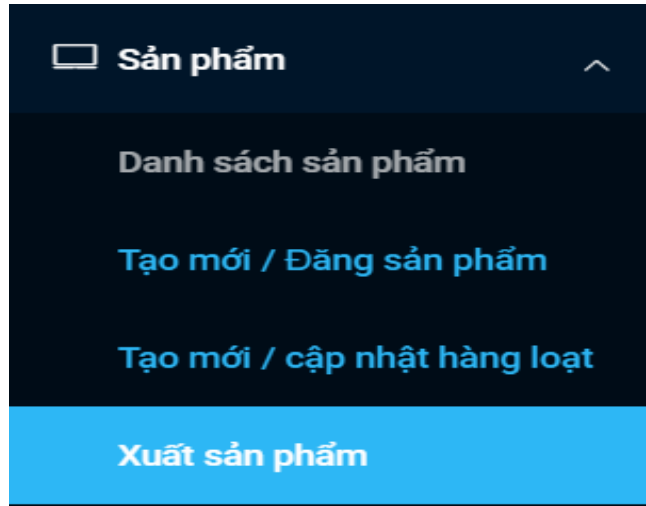 Sản phẩm
Danh sách sản phẩm
Tạo mới / Đăng sản phẩm
Tạo mới / cập nhật hàng loạt
Xuất sản phẩm